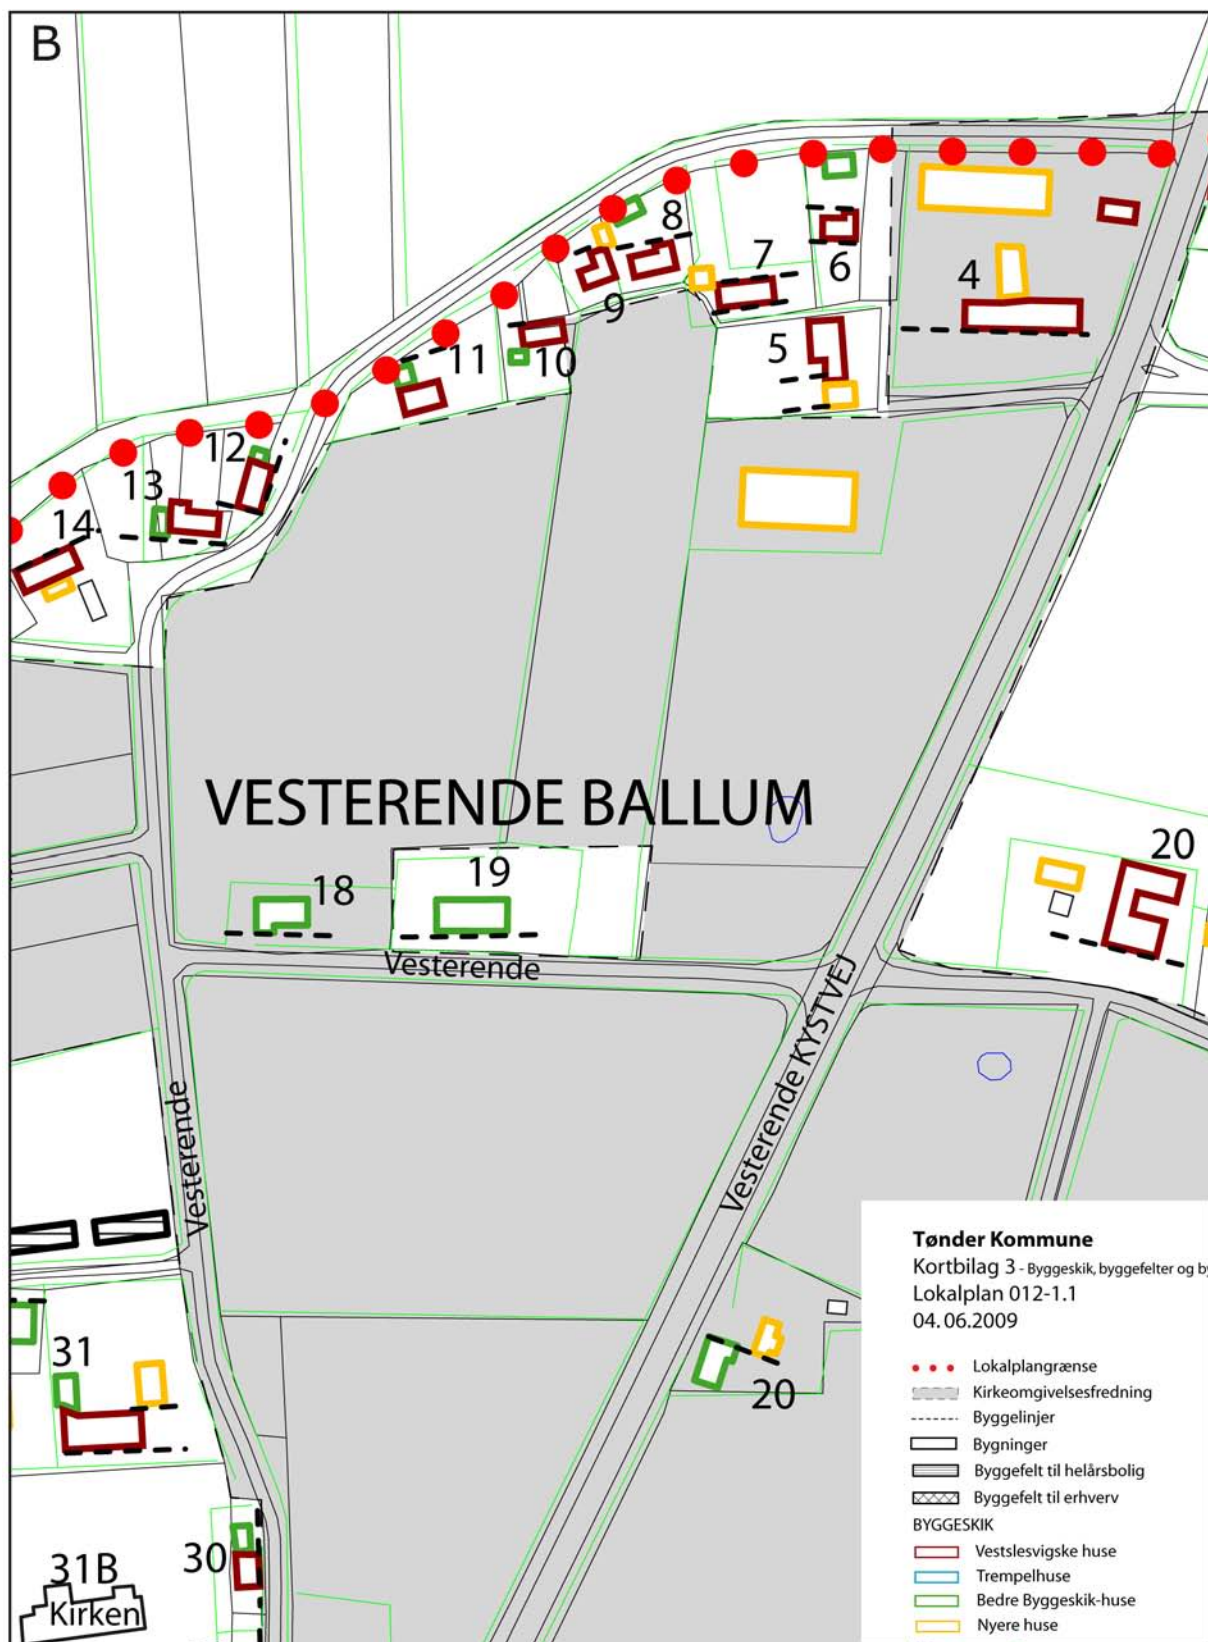 B
8
7
6
4
9
5
11
10
12
13
14
VESTERENDE BALLUM
20
19
18
Vesterende
Vesterende KYSTVEJ
Vesterende
31
20
30
31B
Kirken
Tønder Kommune
Kortbilag 3 - Byggeskik, byggefelter og by
Lokalplan 012-1.1
04.06.2009
Lokalplangrænse
Kirkeomgivelsesfredning
Byggelinjer
Bygninger
Byggefelt til helårsbolig
Byggefelt til erhverv
BYGGESKIK
Vestslesvigske huse
Trempelhuse
Bedre Byggeskik-huse
Nyere huse